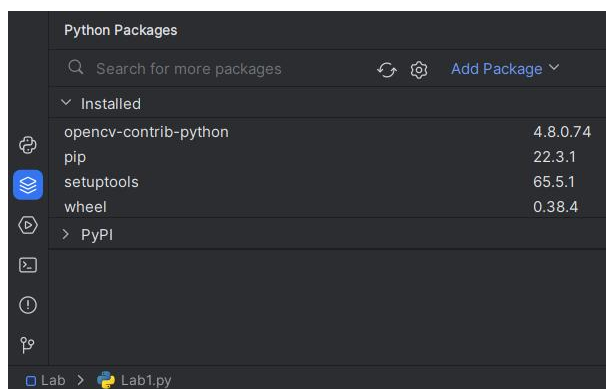 Python Packages
Search for more packages Add Package
Installed
opencv-contrib-python 4.8.0.74
pip 22.3.1
setuptools 65.5.1
wheel 0.38.4
PyPI
Lab > Lab1.py